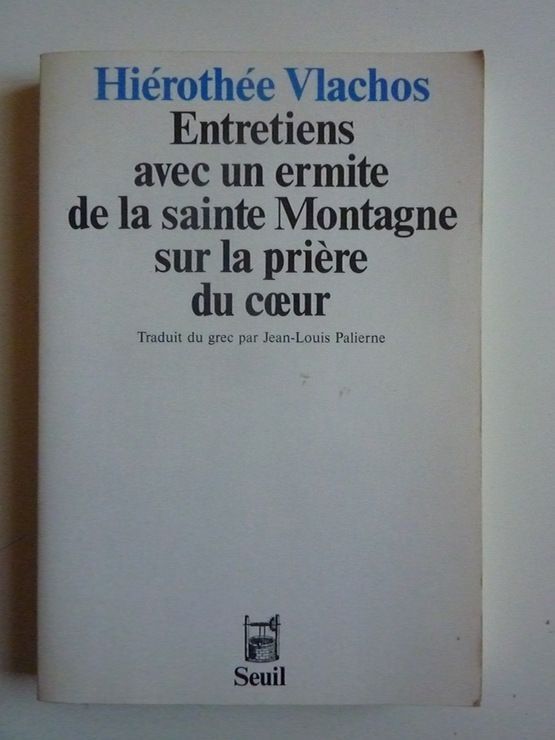 Hiérothée Vlachos
Entretiens
avec un ermite
de la sainte Montagne
sur la prière
du cœur
Traduit du grec par Jean-Louis Palierne
Seuil